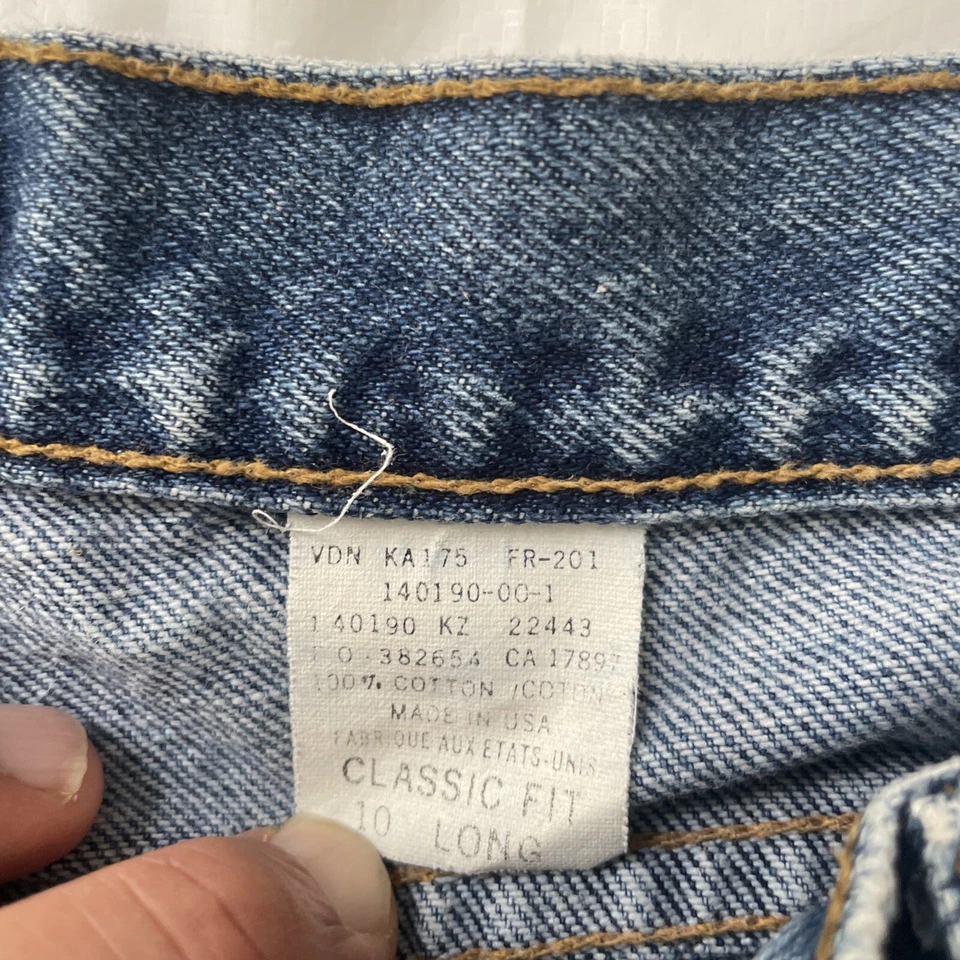 VDN KA175 FR-201
140190-00-1
140190 KZ 22443
382654 CA 17897
100% COTTON /COTON
MADE IN USA
FABRIQUE AUX ETATS-UNIS
CLASSIC FIT
10 LONG